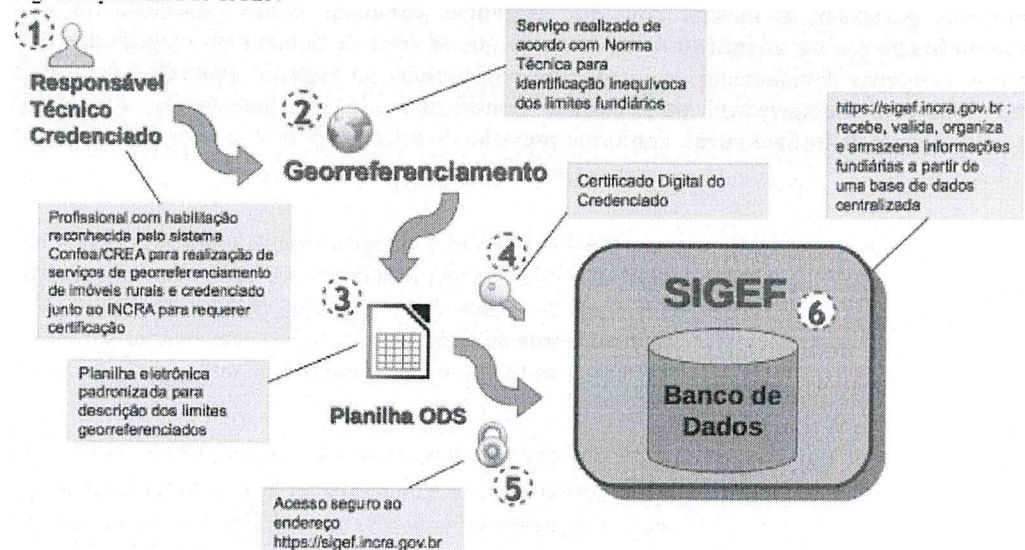 1
Responsável
Técnico
Credenciado
Profissional com habilitação
reconhecida pelo sistema
Confea/CREA para realização de
serviços de georreferenciamento
de imóveis rurais e credenciado
junto ao INCRA para requerer
certificação
2
Georreferenciamento
Serviço realizado de
acordo com Norma
Técnica para
identificação inequívoca
dos limites fundiários
3
Planilha ODS
Planilha eletrônica
padronizada para
descrição dos limites
georreferenciados
4
Certificado Digital do
Credenciado
5
Acesso seguro ao
endereço
https://sigef.incra.gov.br
SIGEF
6
Banco de
Dados
https://sigef.incra.gov.br :
recebe, valida, organiza
e armazena informações
fundiárias a partir de
uma base de dados
centralizada